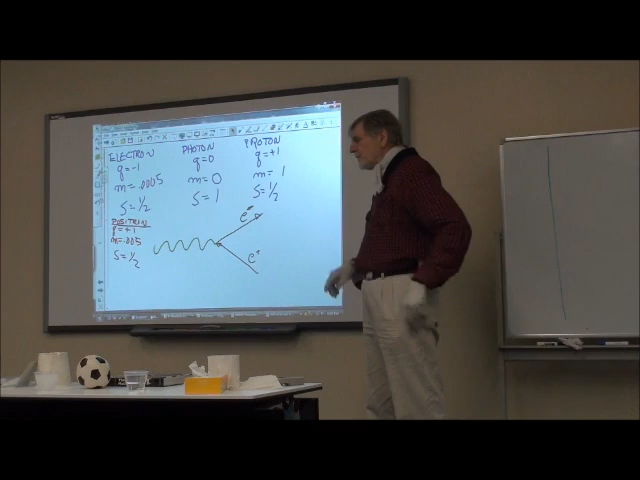 ELECTRON
q=-1
m=.0005
S=1/2
PHOTON
q=0
m=0
S=1
PROTON
q=+1
m=1
S=1/2
POSITRON
q=+1
m=.005
S=1/2
e⁻
e⁺